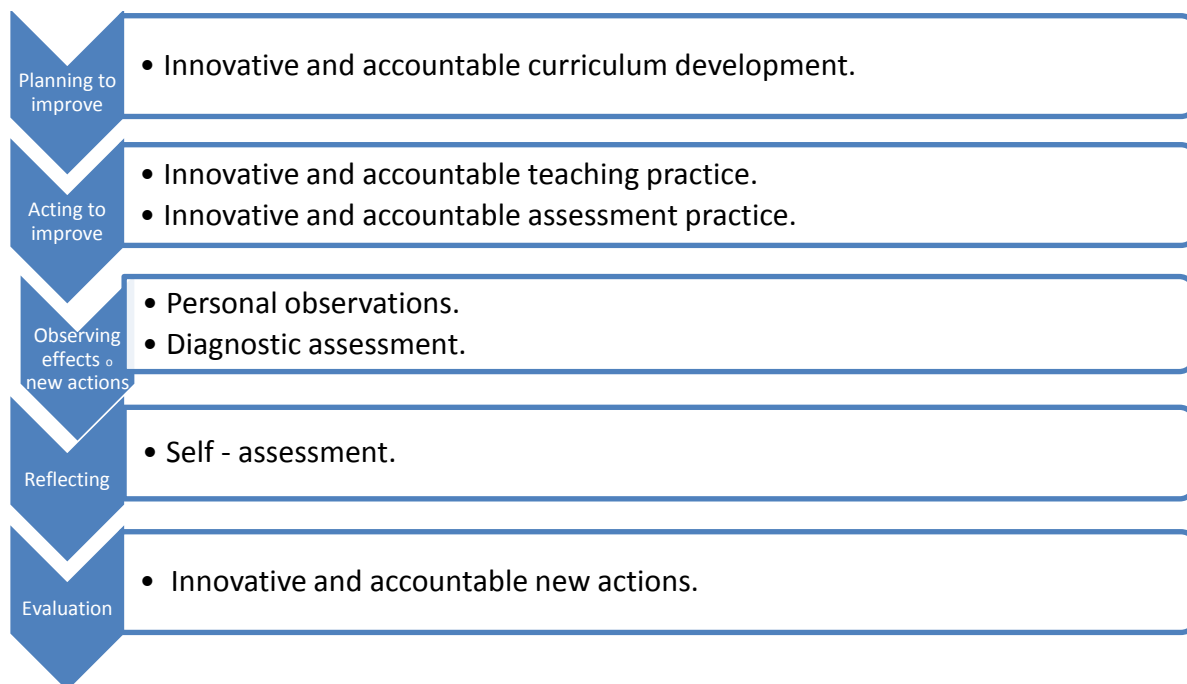 Planning to
improve
• Innovative and accountable curriculum development.
Acting to
improve
• Innovative and accountable teaching practice.
• Innovative and accountable assessment practice.
Observing
effects o
new actions
• Personal observations.
• Diagnostic assessment.
Reflecting
• Self - assessment.
Evaluation
• Innovative and accountable new actions.